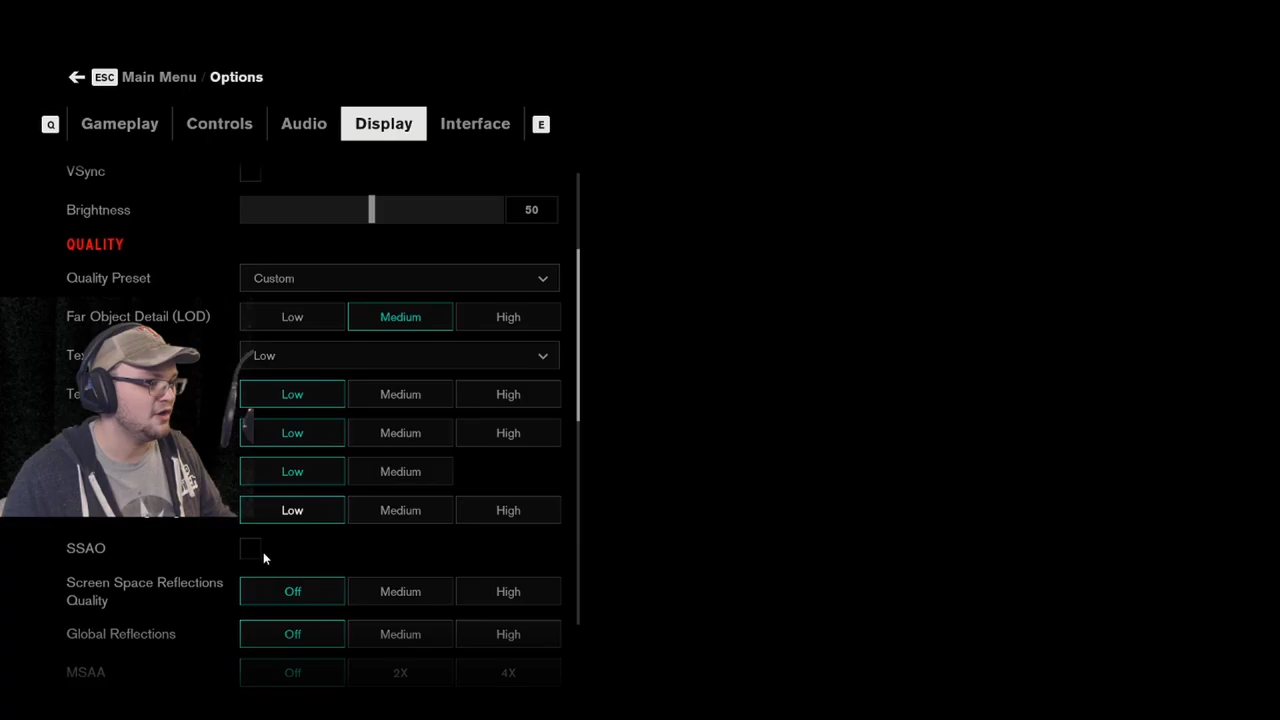 ESC Main Menu / Options
Q Gameplay Controls Audio Display Interface E
VSync
Brightness 50
QUALITY
Quality Preset Custom
Far Object Detail (LOD) Low Medium High
Low
Low Medium High
Low Medium High
Low Medium
Low Medium High
SSAO
Screen Space Reflections
Quality Off Medium High
Global Reflections Off Medium High
MSAA Off 2X 4X